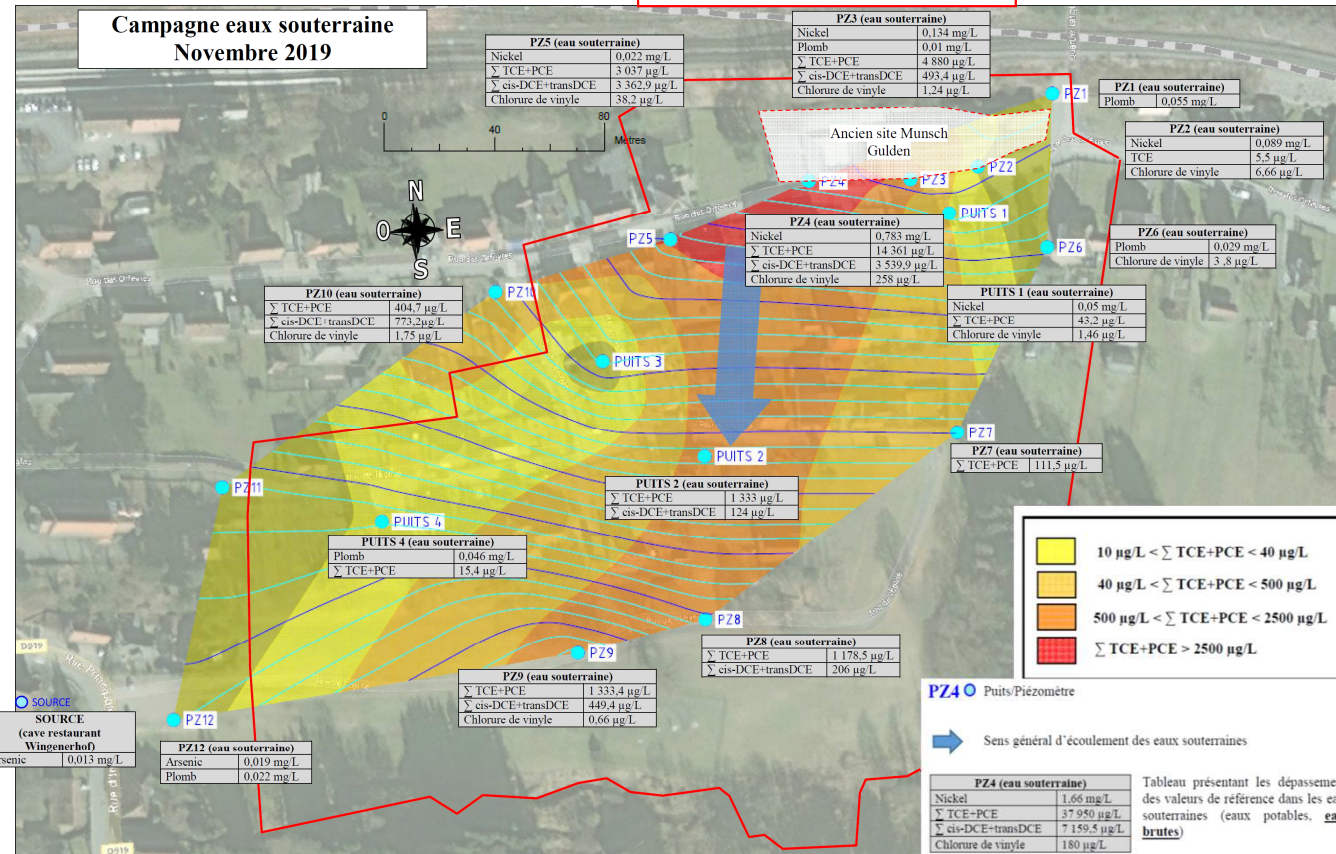 Campagne eaux souterraine
Novembre 2019
PZ5 (eau souterraine)
Nickel 0,022 mg/L
∑ TCE+PCE 3 037 µg/L
∑ cis-DCE+transDCE 3 362,9 µg/L
Chlorure de vinyle 38,2 µg/L
PZ3 (eau souterraine)
Nickel 0,134 mg/L
Plomb 0,01 mg/L
∑ TCE+PCE 4 880 µg/L
∑ cis-DCE+transDCE 493,4 µg/L
Chlorure de vinyle 1,24 µg/L
PZ1
PZ1 (eau souterraine)
Plomb 0,055 mg/L
0 40 80
Metres
Ancien site Munsch
Gulden
PZ2 (eau souterraine)
Nickel 0,089 mg/L
TCE 5,5 µg/L
Chlorure de vinyle 6,66 µg/L
PZ4
PZ3
PZ2
PUITS 1
N
O E
S
PZ5
PZ6
Rue des Orfèvres
PZ4 (eau souterraine)
Nickel 0,783 mg/L
∑ TCE+PCE 14 361 µg/L
∑ cis-DCE+transDCE 3 539,9 µg/L
Chlorure de vinyle 258 µg/L
PZ6 (eau souterraine)
Plomb 0,029 mg/L
Chlorure de vinyle 3 ,8 µg/L
PZ10 (eau souterraine)
∑ TCE+PCE 404,7 µg/L
∑ cis-DCE+transDCE 773,2µg/L
Chlorure de vinyle 1,75 µg/L
PZ10
PUITS 1 (eau souterraine)
Nickel 0,05 mg/L
∑ TCE+PCE 43,2 µg/L
Chlorure de vinyle 1,46 µg/L
PUITS 3
PZ7
PZ7 (eau souterraine)
∑ TCE+PCE 111,5 µg/L
PUITS 2
PUITS 2 (eau souterraine)
∑ TCE+PCE 1 333 µg/L
∑ cis-DCE+transDCE 124 µg/L
PZ11
PUITS 4
PUITS 4 (eau souterraine)
Plomb 0,046 mg/L
∑ TCE+PCE 15,4 µg/L
10 µg/L < ∑ TCE+PCE < 40 µg/L
40 µg/L < ∑ TCE+PCE < 500 µg/L
500 µg/L < ∑ TCE+PCE < 2500 µg/L
∑ TCE+PCE > 2500 µg/L
PZ8
PZ8 (eau souterraine)
∑ TCE+PCE 1 178,5 µg/L
∑ cis-DCE+transDCE 206 µg/L
PZ9
PZ9 (eau souterraine)
∑ TCE+PCE 1 333,4 µg/L
∑ cis-DCE+transDCE 449,4 µg/L
Chlorure de vinyle 0,66 µg/L
D919
SOURCE
SOURCE
(cave restaurant
Wingenerhof)
rsenic 0,013 mg/L
PZ12
PZ12 (eau souterraine)
Arsenic 0,019 mg/L
Plomb 0,022 mg/L
D919
PZ4 Puits/Piézomètre
Sens général d'écoulement des eaux souterraines
PZ4 (eau souterraine)
Nickel 1,66 mg/L
∑ TCE+PCE 37 950 µg/L
∑ cis-DCE+transDCE 7 159,5 µg/L
Chlorure de vinyle 180 µg/L
Tableau présentant les dépasseme
des valeurs de référence dans les ea
souterraines (eaux potables, ea
brutes)